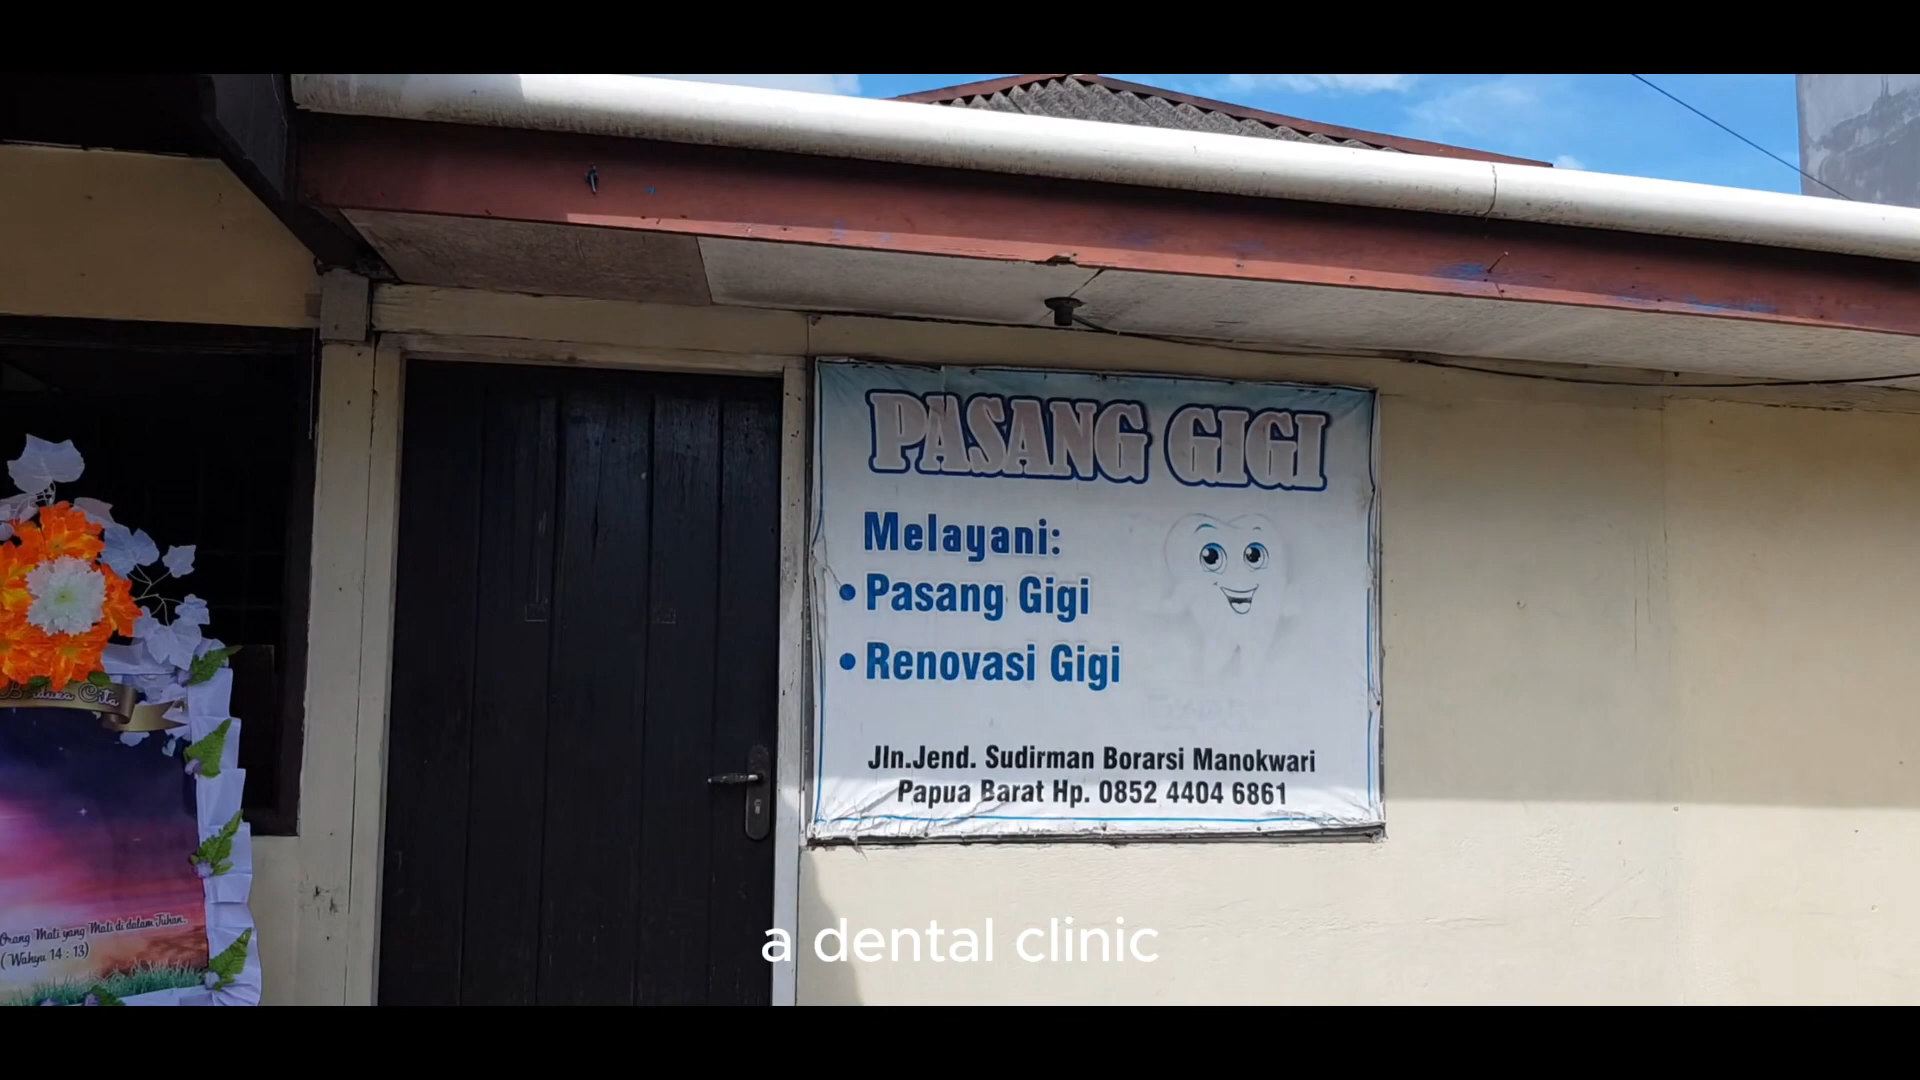 PASANG GIGI
Melayani:
• Pasang Gigi
• Renovasi Gigi
Jln.Jend. Sudirman Borarsi Manokwari
Papua Barat Hp. 0852 4404 6861
Cita
Orang Mati yang Mati di dalam Tuhan..
(Wahyu 14 : 13)
a dental clinic